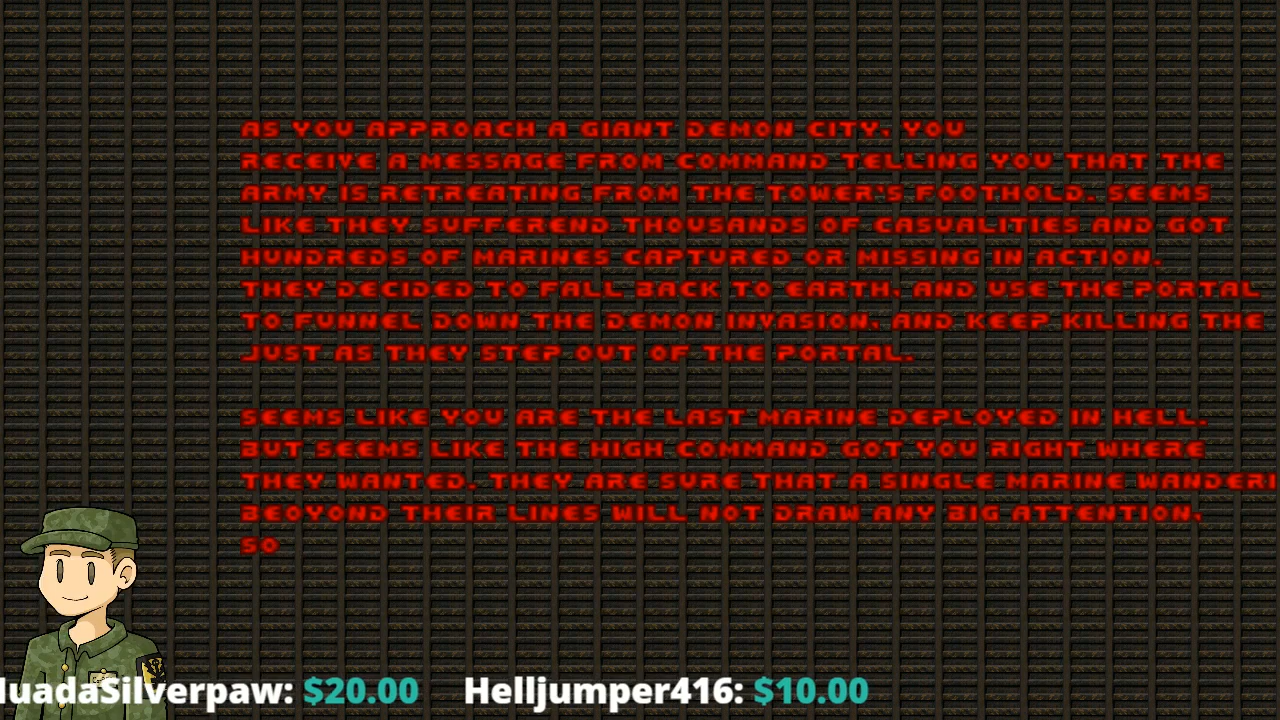 AS YOU APPROACH A GIANT DEMON CITY, YOU
RECEIVE A MESSAGE FROM COMMAND TELLING YOU THAT THE
ARMY IS RETREATING FROM THE TOWER'S FOOTHOLD. SEEMS
LIKE THEY SUFFEREND THOUSANDS OF CASUALITIES AND GOT
HUNDREDS OF MARINES CAPTURED OR MISSING IN ACTION.
THEY DECIDED TO FALL BACK TO EARTH, AND USE THE PORTAL
TO FUNNEL DOWN THE DEMON INVASION, AND KEEP KILLING THE
JUST AS THEY STEP OUT OF THE PORTAL.
SEEMS LIKE YOU ARE THE LAST MARINE DEPLOYED IN HELL.
BUT SEEMS LIKE THE HIGH COMMAND GOT YOU RIGHT WHERE
THEY WANTED. THEY ARE SURE THAT A SINGLE MARINE WANDERI
BEOYOND THEIR LINES WILL NOT DRAW ANY BIG ATTENTION,
SO
uadaSilverpaw: $20.00 Helljumper416: $10.00